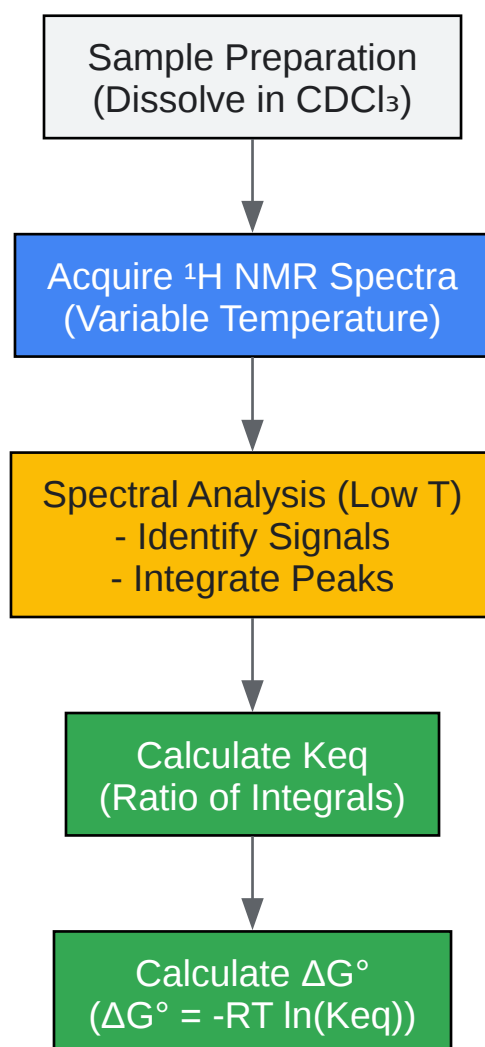 Sample Preparation
(Dissolve in CDCl₃)
Acquire ¹H NMR Spectra
(Variable Temperature)
Spectral Analysis (Low T)
- Identify Signals
- Integrate Peaks
Calculate Keq
(Ratio of Integrals)
Calculate ΔG°
(ΔG° = -RT ln(Keq))